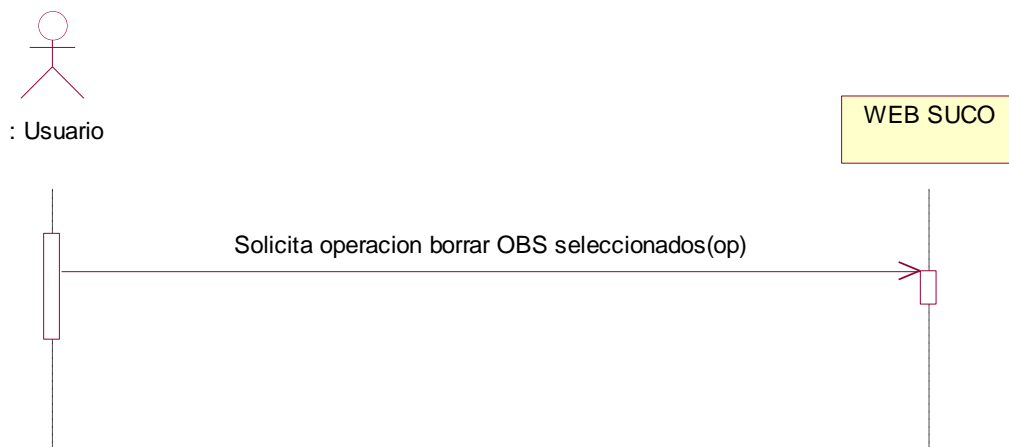 : Usuario
WEB SUCO
Solicita operacion borrar OBS seleccionados(op)